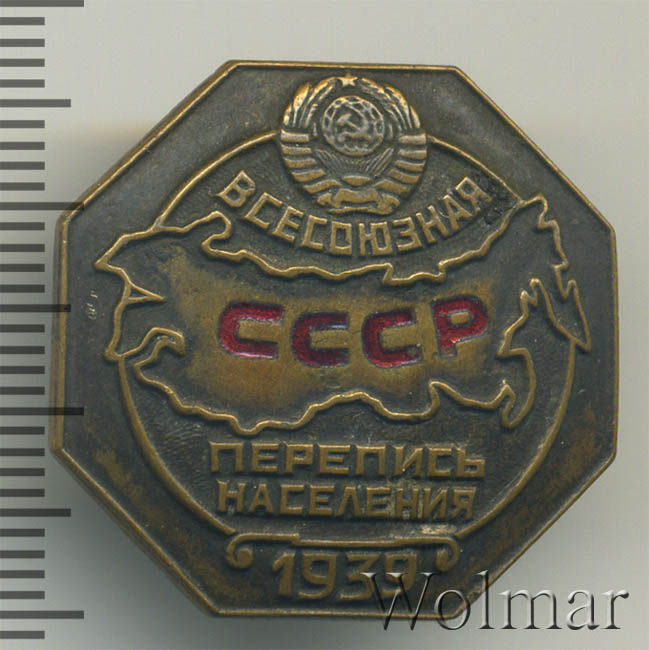 ВСЕСОЮЗНАЯ
СССР
ПЕРЕПИСЬ
НАСЕЛЕНИЯ
1939
Wolmar